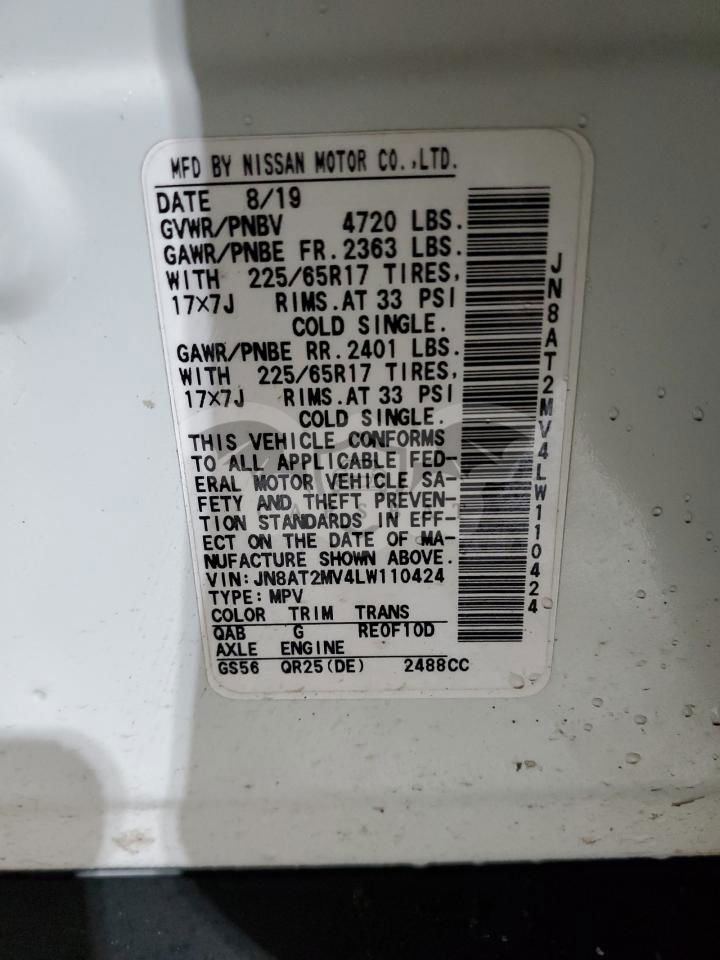 MFD BY NISSAN MOTOR CO.,LTD.
DATE 8/19
GVWR/PNBV 4720 LBS.
GAWR/PNBE FR. 2363 LBS.
WITH 225/65R17 TIRES,
17×7J RIMS.AT 33 PSI
COLD SINGLE.
GAWR/PNBE RR. 2401 LBS.
WITH 225/65R17 TIRES,
17×7J RIMS.AT 33 PSI
COLD SINGLE.
THIS VEHICLE CONFORMS
TO ALL APPLICABLE FED-
ERAL MOTOR VEHICLE SA-
FETY AND THEFT PREVEN-
TION STANDARDS IN EFF-
ECT ON THE DATE OF MA-
NUFACTURE SHOWN ABOVE.
VIN: JN8AT2MV4LW110424
TYPE: MPV
COLOR TRIM TRANS
QAB G RE0F10D
AXLE ENGINE
GS56 QR25(DE) 2488CC
JN8AT2MV4LW110424